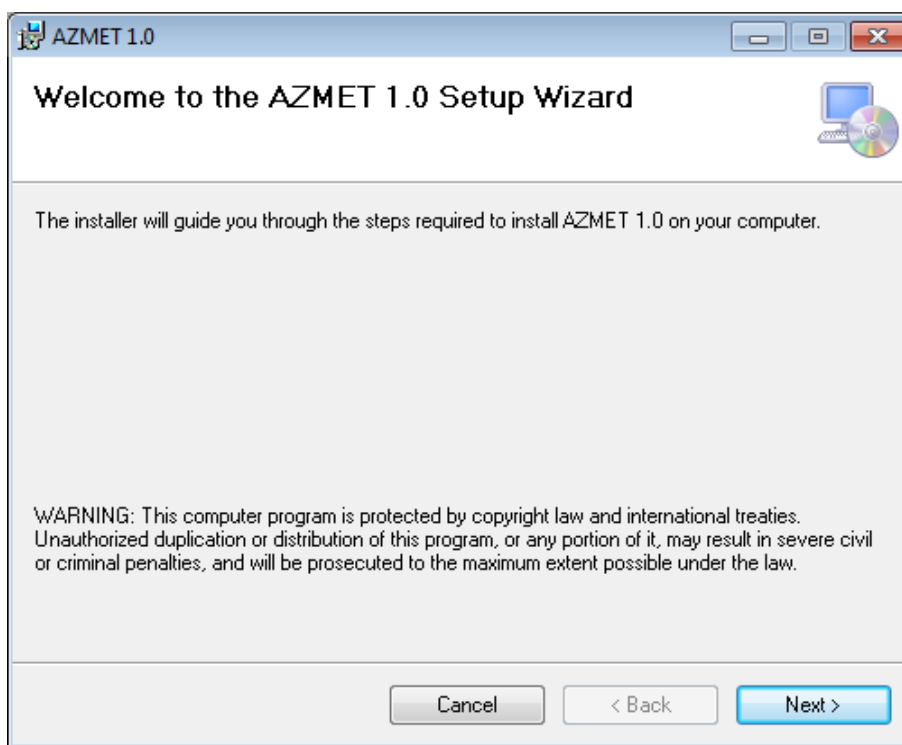 AZMET 1.0
Welcome to the AZMET 1.0 Setup Wizard
The installer will guide you through the steps required to install AZMET 1.0 on your computer.
WARNING: This computer program is protected by copyright law and international treaties.
Unauthorized duplication or distribution of this program, or any portion of it, may result in severe civil
or criminal penalties, and will be prosecuted to the maximum extent possible under the law.
Cancel < Back Next >